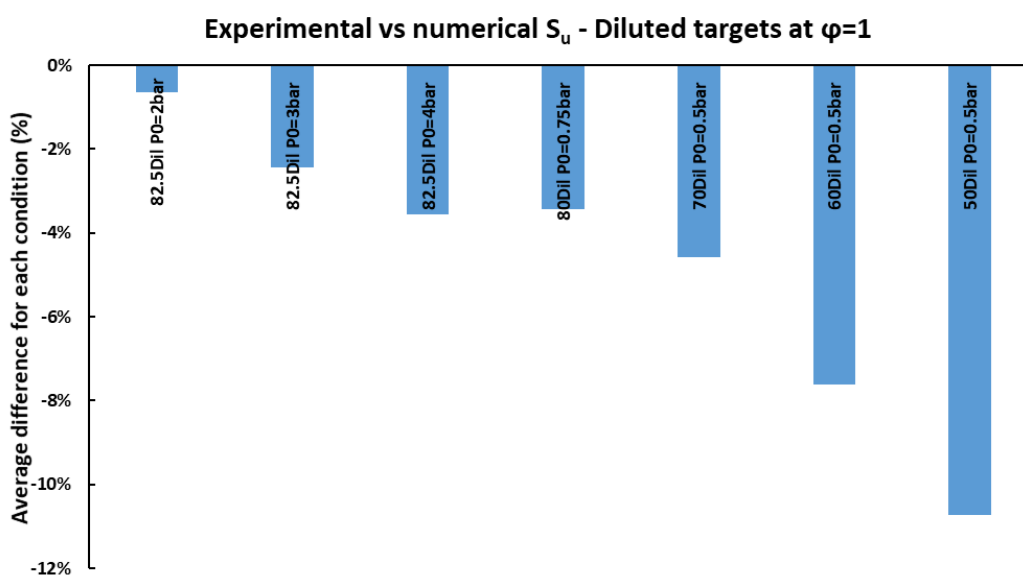 Experimental vs numerical Su - Diluted targets at φ=1
Average difference for each condition (%)
0%
-2%
-4%
-6%
-8%
-10%
-12%
82.5Dil P0=2bar
82.5Dil P0=3bar
82.5Dil P0=4bar
80Dil P0=0.75bar
70Dil P0=0.5bar
60Dil P0=0.5bar
50Dil P0=0.5bar